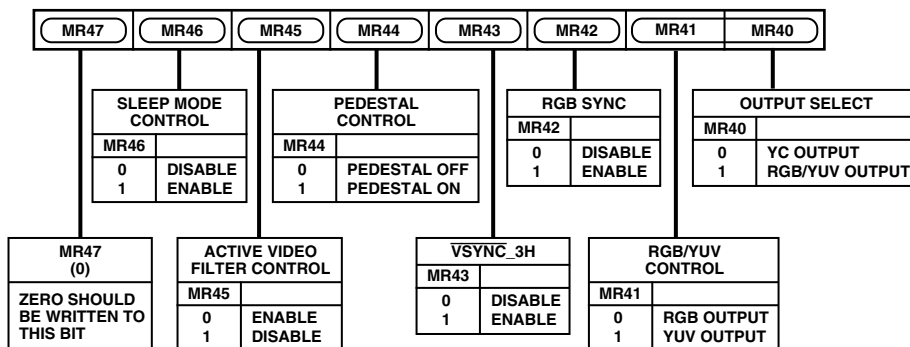 MR47 MR46 MR45 MR44 MR43 MR42 MR41 MR40
SLEEP MODE
CONTROL
MR46
0 DISABLE
1 ENABLE
PEDESTAL
CONTROL
MR44
0 PEDESTAL OFF
1 PEDESTAL ON
RGB SYNC
MR42
0 DISABLE
1 ENABLE
OUTPUT SELECT
MR40
0 YC OUTPUT
1 RGB/YUV OUTPUT
MR47
(0)
ZERO SHOULD
BE WRITTEN TO
THIS BIT
ACTIVE VIDEO
FILTER CONTROL
MR45
0 ENABLE
1 DISABLE
VSYNC_3H
MR43
0 DISABLE
1 ENABLE
RGB/YUV
CONTROL
MR41
0 RGB OUTPUT
1 YUV OUTPUT